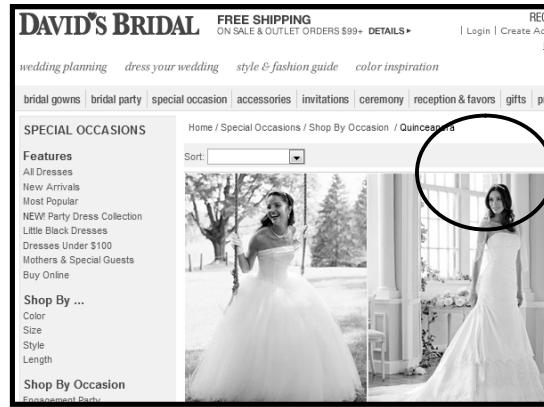 DAVID'S BRIDAL
FREE SHIPPING
ON SALE & OUTLET ORDERS $99+ DETAILS
Login | Create
wedding planning dress your wedding style & fashion guide color inspiration
bridal gowns bridal party special occasion accessories invitations ceremony reception & favors gifts
SPECIAL OCCASIONS
Home / Special Occasions / Shop By Occasion / Quinceanera
Sort:
Features
All Dresses
New Arrivals
Most Popular
NEW! Party Dress Collection
Little Black Dresses
Dresses Under $100
Mothers & Special Guests
Buy Online
Shop By ...
Color
Size
Style
Length
Shop By Occasion
Engagement Party